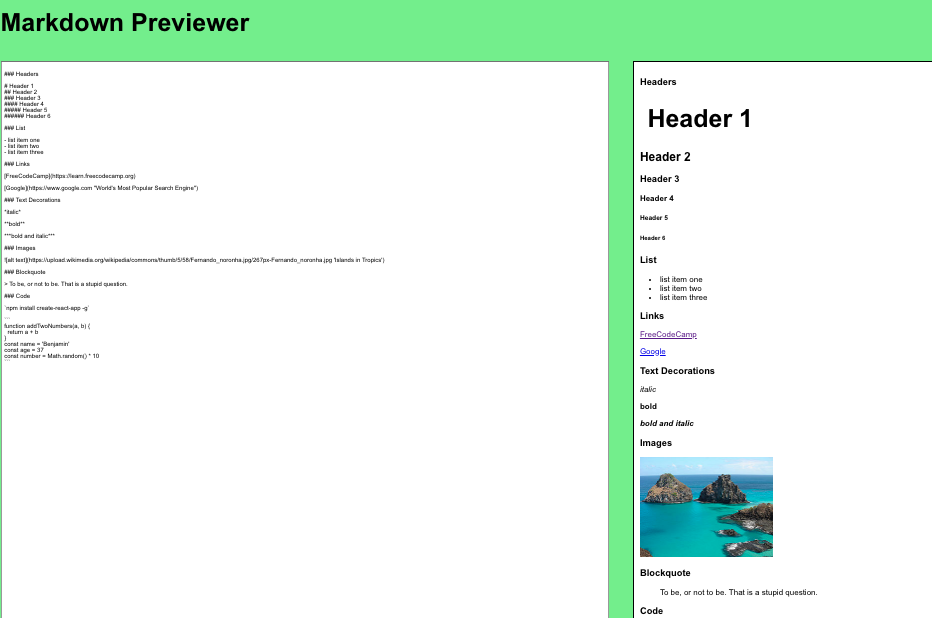 Markdown Previewer
### Headers
# Header 1
## Header 2
### Header 3
#### Header 4
##### Header 5
###### Header 6
### List
- list item one
- list item two
- list item three
### Links
[FreeCodeCamp](https://learn.freecodecamp.org)
[Google](https://www.google.com "World's Most Popular Search Engine")
### Text Decorations
*italic*
**bold**
***bold and italic***
### Images
![alt text](https://upload.wikimedia.org/wikipedia/commons/thumb/5/58/Fernando_noronha.jpg/267px-Fernando_noronha.jpg 'Islands in Tropics')
### Blockquote
> To be, or not to be. That is a stupid question.
### Code
`npm install create-react-app -g`
```
function addTwoNumbers(a, b) {
return a + b
}
const name = 'Benjamin'
const age = 37
const number = Math.random() * 10
```
Headers
Header 1
Header 2
Header 3
Header 4
Header 5
Header 6
List
• list item one
• list item two
• list item three
Links
FreeCodeCamp
Google
Text Decorations
italic
bold
bold and italic
Images
Blockquote
To be, or not to be. That is a stupid question.
Code